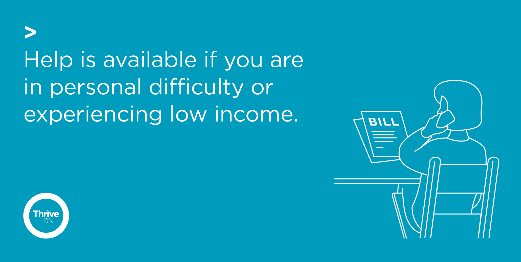 >
Help is available if you are
in personal difficulty or
experiencing low income.
BILL
Thrive